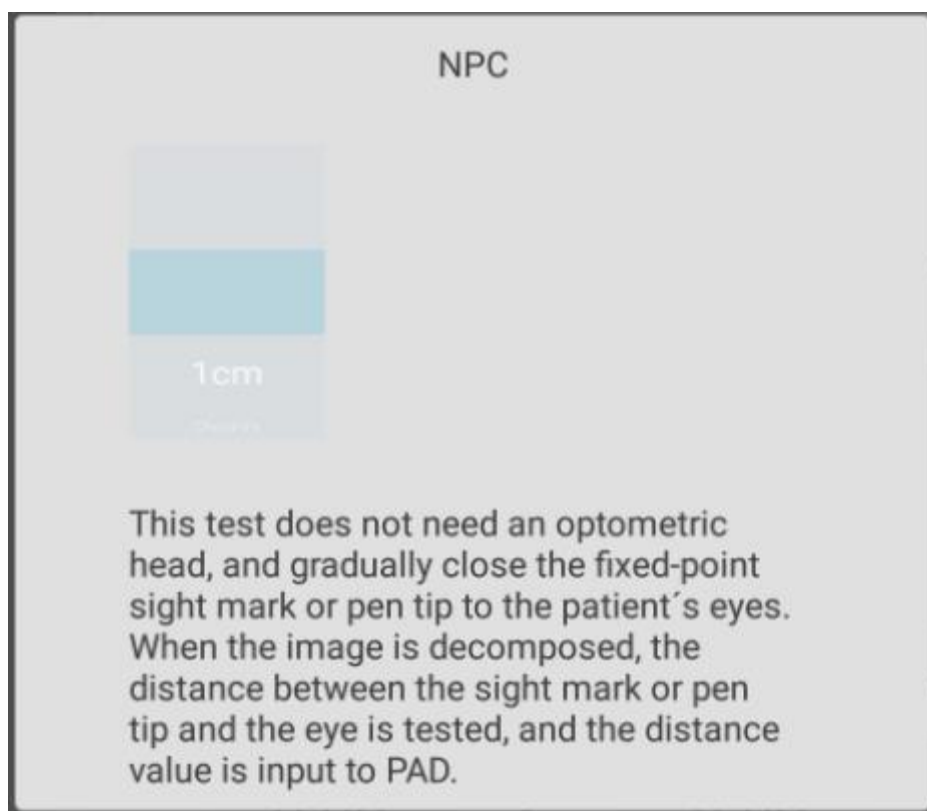 NPC
1cm
This test does not need an optometric
head, and gradually close the fixed-point
sight mark or pen tip to the patient´s eyes.
When the image is decomposed, the
distance between the sight mark or pen
tip and the eye is tested, and the distance
value is input to PAD.